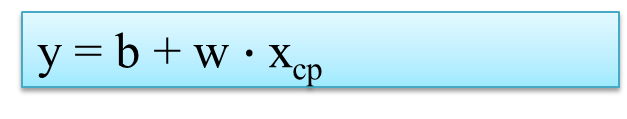 y = b + w · x_cp